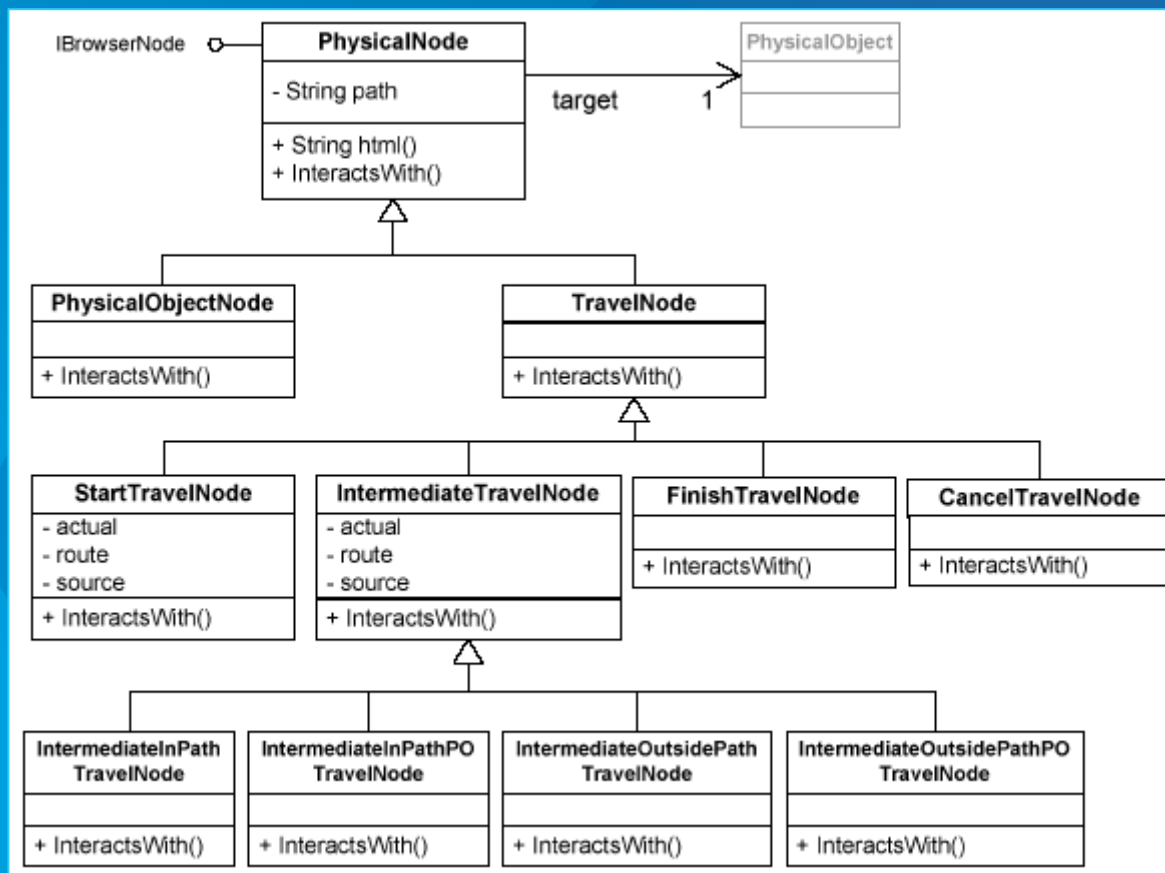 IBrowserNode
PhysicalNode
- String path
+ String html()
+ InteractsWith()
target
1
PhysicalObject
PhysicalObjectNode
+ InteractsWith()
TravelNode
+ InteractsWith()
StartTravelNode
- actual
- route
- source
+ InteractsWith()
IntermediateTravelNode
- actual
- route
- source
+ InteractsWith()
FinishTravelNode
+ InteractsWith()
CancelTravelNode
+ InteractsWith()
IntermediateInPath
TravelNode
+ InteractsWith()
IntermediateInPathPO
TravelNode
+ InteractsWith()
IntermediateOutsidePath
TravelNode
+ InteractsWith()
IntermediateOutsidePathPO
TravelNode
+ InteractsWith()